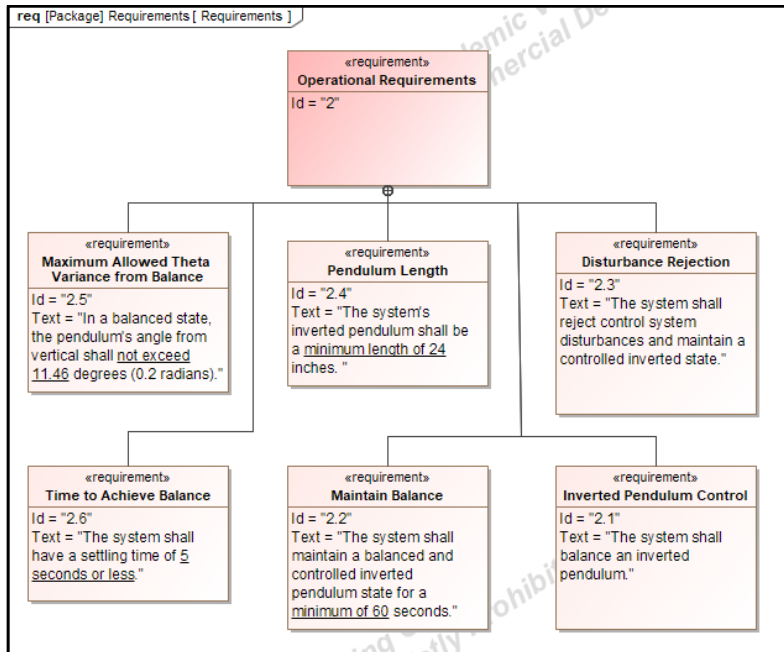 req [Package] Requirements [ Requirements ]
«requirement»
Operational Requirements
Id = "2"
«requirement»
Maximum Allowed Theta
Variance from Balance
Id = "2.5"
Text = "In a balanced state,
the pendulum's angle from
vertical shall not exceed
11.46 degrees (0.2 radians)."
«requirement»
Pendulum Length
Id = "2.4"
Text = "The system's
inverted pendulum shall be
a minimum length of 24
inches. "
«requirement»
Disturbance Rejection
Id = "2.3"
Text = "The system shall
reject control system
disturbances and maintain a
controlled inverted state."
«requirement»
Time to Achieve Balance
Id = "2.6"
Text = "The system shall
have a settling time of 5
seconds or less."
«requirement»
Maintain Balance
Id = "2.2"
Text = "The system shall
maintain a balanced and
controlled inverted
pendulum state for a
minimum of 60 seconds."
«requirement»
Inverted Pendulum Control
Id = "2.1"
Text = "The system shall
balance an inverted
pendulum."